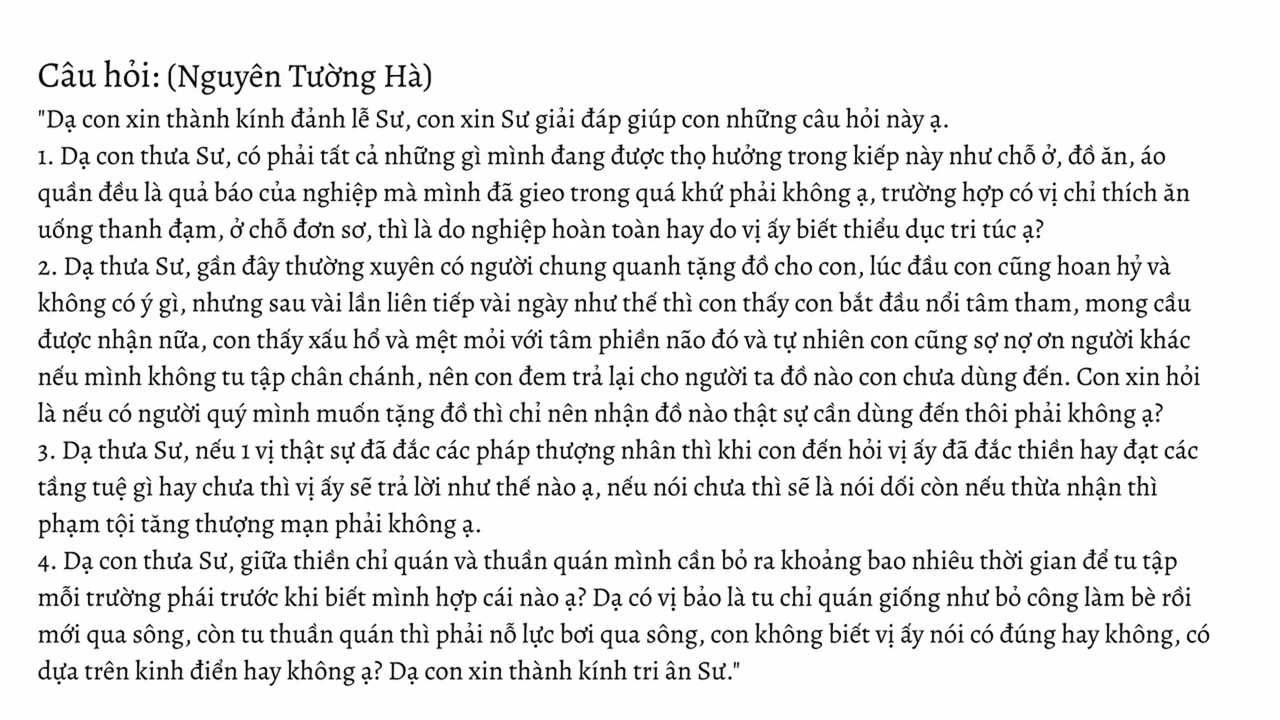 Câu hỏi: (Nguyên Tường Hà)
"Dạ con xin thành kính đảnh lễ Sư, con xin Sư giải đáp giúp con những câu hỏi này ạ.
1. Dạ con thưa Sư, có phải tất cả những gì mình đang được thọ hưởng trong kiếp này như chỗ ở, đồ ăn, áo
quần đều là quả báo của nghiệp mà mình đã gieo trong quá khứ phải không ạ, trường hợp có vị chỉ thích ăn
uống thanh đạm, ở chỗ đơn sơ, thì là do nghiệp hoàn toàn hay do vị ấy biết thiểu dục tri túc ạ?
2. Dạ thưa Sư, gần đây thường xuyên có người chung quanh tặng đồ cho con, lúc đầu con cũng hoan hỷ và
không có ý gì, nhưng sau vài lần liên tiếp vài ngày như thế thì con thấy con bắt đầu nổi tâm tham, mong cầu
được nhận nữa, con thấy xấu hổ và mệt mỏi với tâm phiền não đó và tự nhiên con cũng sợ nợ ơn người khác
nếu mình không tu tập chân chánh, nên con đem trả lại cho người ta đồ nào con chưa dùng đến. Con xin hỏi
là nếu có người quý mình muốn tặng đồ thì chỉ nên nhận đồ nào thật sự cần dùng đến thôi phải không ạ?
3. Dạ thưa Sư, nếu 1 vị thật sự đã đắc các pháp thượng nhân thì khi con đến hỏi vị ấy đã đắc thiền hay đạt các
tầng tuệ gì hay chưa thì vị ấy sẽ trả lời như thế nào ạ, nếu nói chưa thì sẽ là nói dối còn nếu thừa nhận thì
phạm tội tăng thượng mạn phải không ạ.
4. Dạ con thưa Sư, giữa thiền chỉ quán và thuần quán mình cần bỏ ra khoảng bao nhiêu thời gian để tu tập
mỗi trường phái trước khi biết mình hợp cái nào ạ? Dạ có vị bảo là tu chỉ quán giống như bỏ công làm bè rồi
mới qua sông, còn tu thuần quán thì phải nỗ lực bơi qua sông, con không biết vị ấy nói có đúng hay không, có
dựa trên kinh điển hay không ạ? Dạ con xin thành kính tri ân Sư."